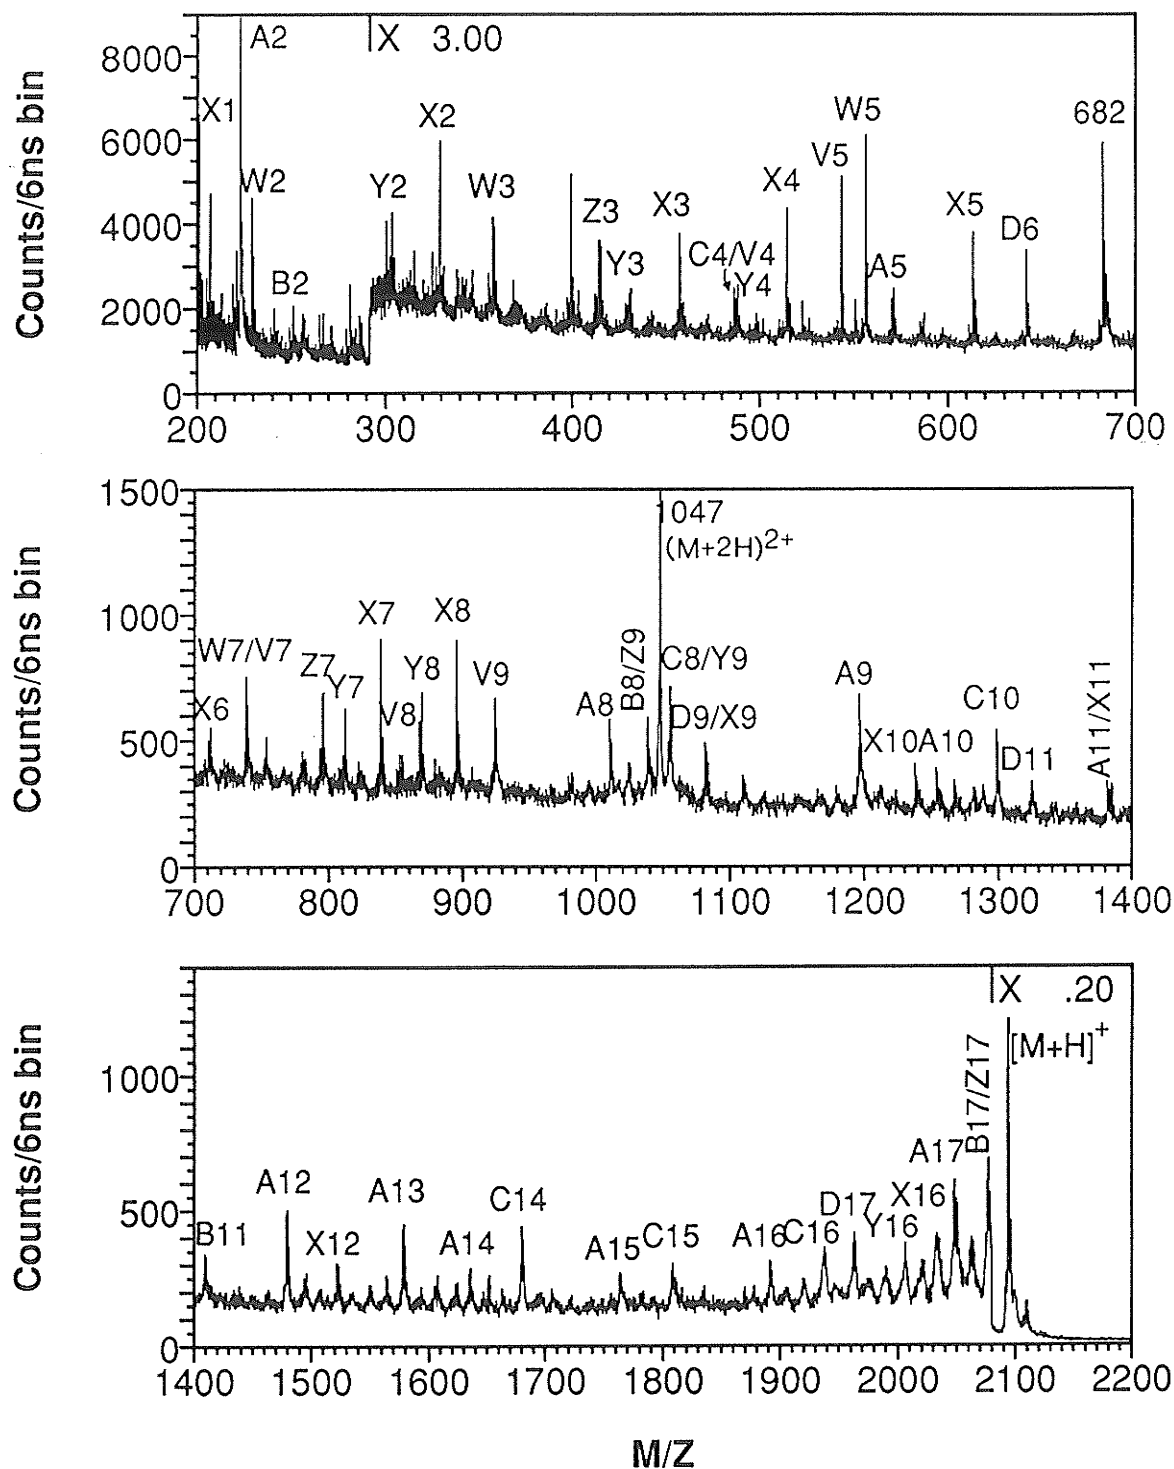 A2
X 3.00
8000
X1
X2
W5
682
6000
V5
W2
Y2
W3
Z3
X3
X4
X5
D6
4000
C4/V4
Y3
Y4
A5
B2
2000
0
200 300 400 500 600 700
Counts/6ns bin
1500
1047
(M+2H)2+
1000
X7
X8
W7/V7
Z7
Y7
Y8
V9
V8
X6
A8
B8/Z9
C8/Y9
D9/X9
A9
X10
A10
C10
D11
A11/X11
500
0
700 800 900 1000 1100 1200 1300 1400
Counts/6ns bin
X .20
[M+H]+
B17/Z17
1000
A17
A12
A13
C14
D17
X16
500
B11
X12
A14
A15
C15
A16
C16
Y16
0
1400 1500 1600 1700 1800 1900 2000 2100 2200
Counts/6ns bin
M/Z